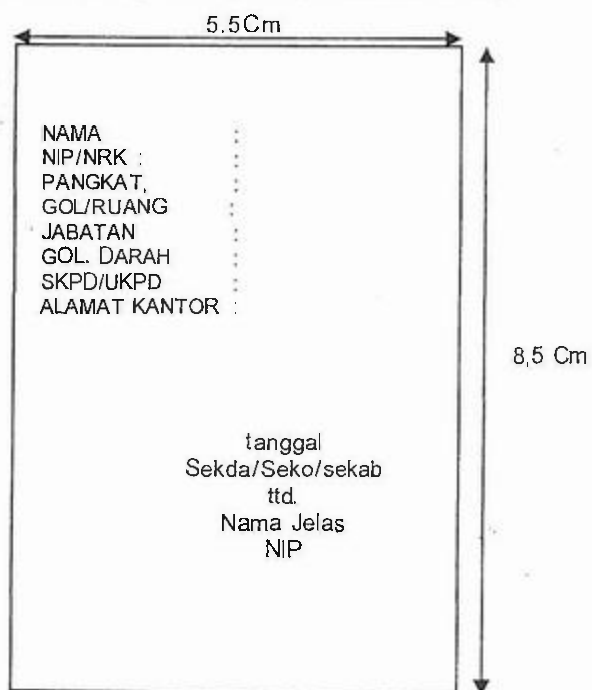 5.5Cm
NAMA :
NIP/NRK : :
PANGKAT, :
GOL/RUANG :
JABATAN :
GOL. DARAH :
SKPD/UKPD :
ALAMAT KANTOR :
8,5 Cm
tanggal
Sekda/Seko/sekab
ttd.
Nama Jelas
NIP